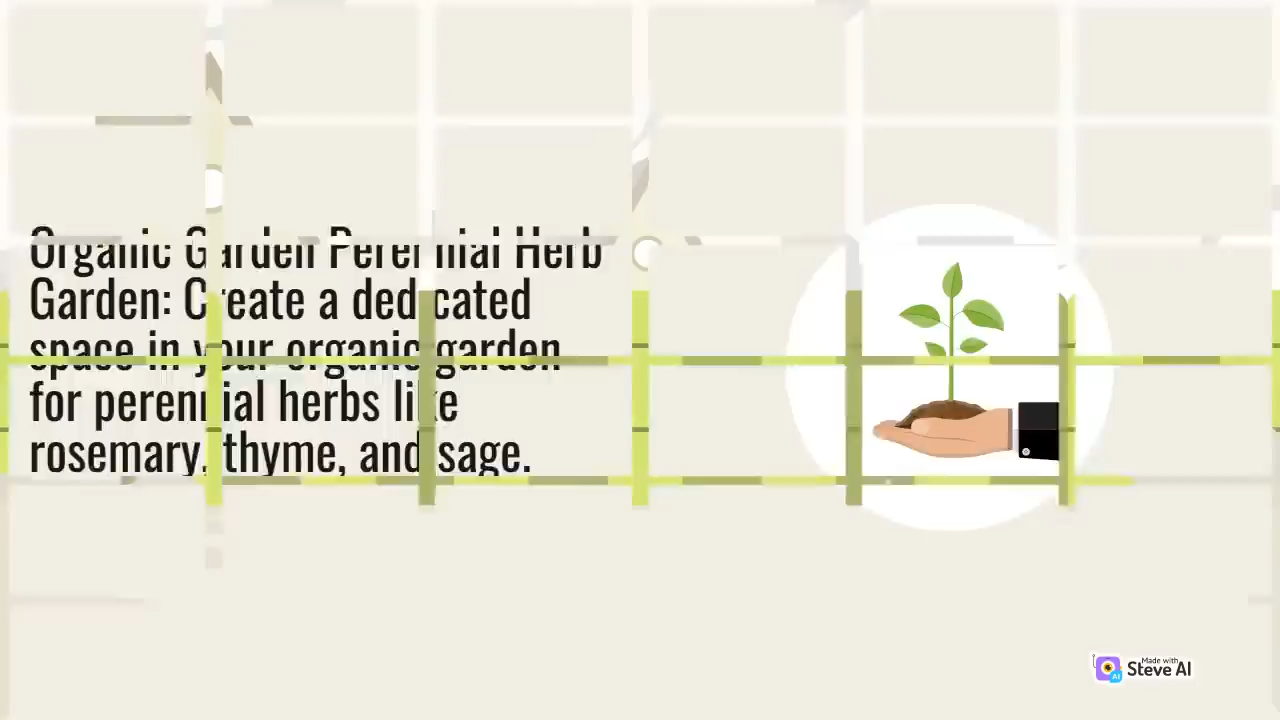 Organic Garden Perennial Herb
Garden: Create a dedicated
space in your organic garden
for perennial herbs like
rosemary, thyme, and sage.
Made with
Steve AI
AI